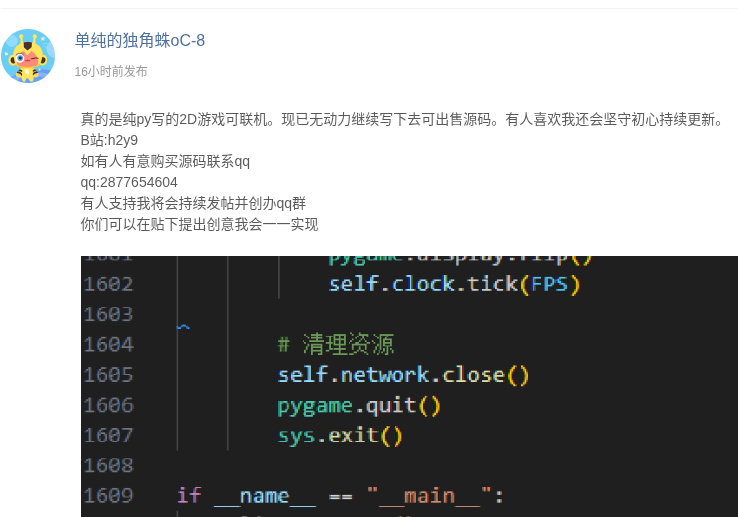 单纯的独角蛛oC-8
16小时前发布
真的是纯py写的2D游戏可联机。现已无动力继续写下去可出售源码。有人喜欢我还会坚守初心持续更新。
B站:h2y9
如有人有意购买源码联系qq
qq:2877654604
有人支持我将会持续发帖并创办qq群
你们可以在贴下提出创意我会一一实现
1601 pygame.display.flip()
1602 self.clock.tick(FPS)
1603
1604 # 清理资源
1605 self.network.close()
1606 pygame.quit()
1607 sys.exit()
1608
1609 if __name__ == "__main__":